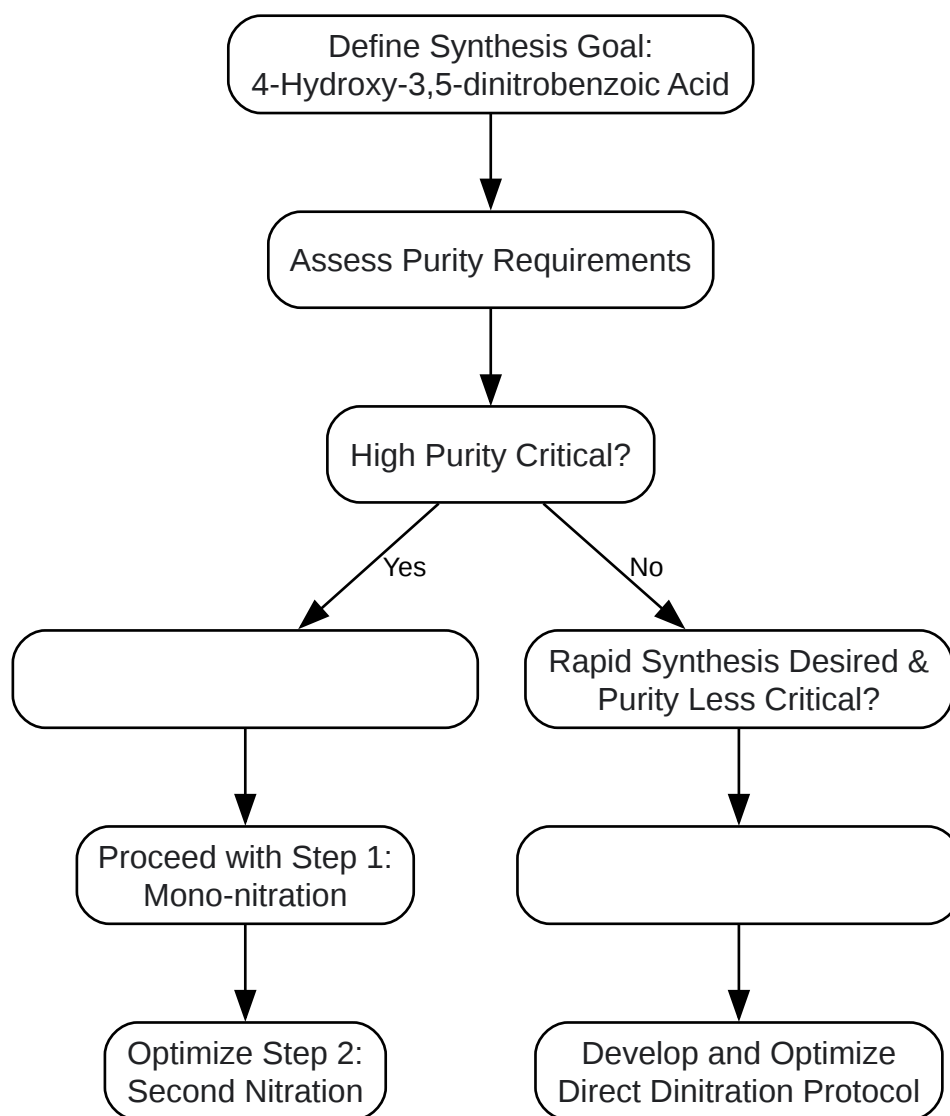 Define Synthesis Goal:
4-Hydroxy-3,5-dinitrobenzoic Acid
Assess Purity Requirements
High Purity Critical?
Yes
No
Rapid Synthesis Desired &
Purity Less Critical?
Proceed with Step 1:
Mono-nitration
Optimize Step 2:
Second Nitration
Develop and Optimize
Direct Dinitration Protocol